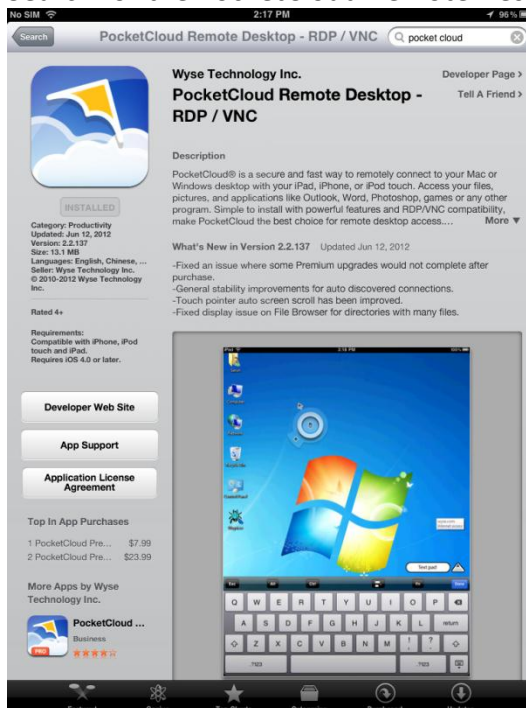 No SIM 2:17 PM 96%
Search PocketCloud Remote Desktop - RDP / VNC pocket cloud
Wyse Technology Inc. Developer Page >
PocketCloud Remote Desktop - Tell A Friend >
RDP / VNC
Description
PocketCloud® is a secure and fast way to remotely connect to your Mac or
Windows desktop with your iPad, iPhone, or iPod touch. Access your files,
pictures, and applications like Outlook, Word, Photoshop, games or any other
program. Simple to install with powerful features and RDP/VNC compatibility,
make PocketCloud the best choice for remote desktop access.... More ▼
INSTALLED
Category: Productivity
Updated: Jun 12, 2012
Version: 2.2.137
Size: 13.1 MB
Languages: English, Chinese, ...
Seller: Wyse Technology Inc.
© 2010-2012 Wyse Technology
Inc.
Rated 4+
Requirements:
Compatible with iPhone, iPod
touch and iPad.
Requires iOS 4.0 or later.
What's New in Version 2.2.137 Updated Jun 12, 2012
-Fixed an issue where some Premium upgrades would not complete after
purchase.
-General stability improvements for auto discovered connections.
-Touch pointer auto screen scroll has been improved.
-Fixed display issue on File Browser for directories with many files.
Developer Web Site
App Support
Application License
Agreement
Top In App Purchases
1 PocketCloud Pre... $7.99
2 PocketCloud Pre... $23.99
More Apps by Wyse
Technology Inc.
PocketCloud ...
Business
PRO
Q W E R T Y U I O P
A S D F G H J K L return
Z X C V B N M ! ?
.?123 .?123